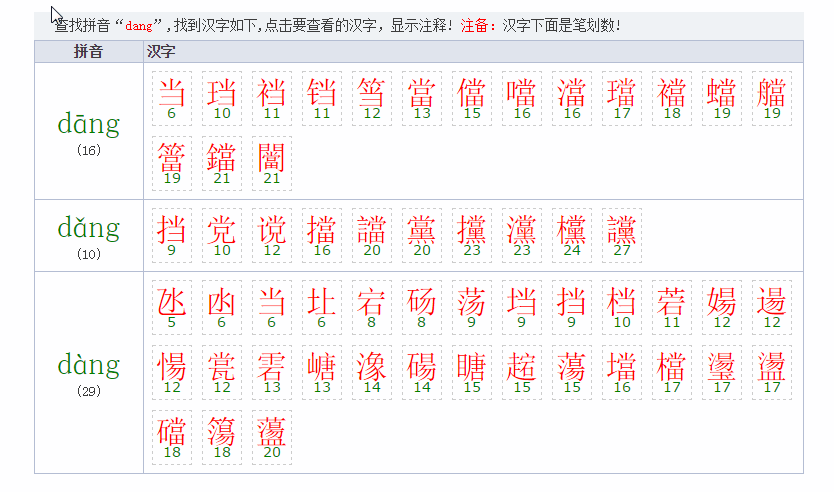 查找拼音“dang”,找到汉字如下,点击要查看的汉字，显示注释! 注备：汉字下面是笔划数!
拼音 汉字
dāng
(16)
当 珰 裆 铛 筜 當 儅 噹 澢 璫 襠 蟷 艡
6 10 11 11 12 13 15 16 16 17 18 19 19
簹 鐺 闣
19 21 21
dǎng
(10)
挡 党 谠 擋 譡 黨 攩 灙 欓 讜
9 10 12 16 20 20 23 23 24 27
dàng
(29)
氹 凼 当 圵 宕 砀 荡 垱 挡 档 菪 婸 逿
5 6 6 6 8 8 9 9 9 10 11 12 12
愓 瓽 雼 嵣 潒 碭 瞊 趤 蕩 壋 檔 璗 盪
12 12 13 13 14 14 15 15 15 16 17 17 17
礑 簜 蘯
18 18 20